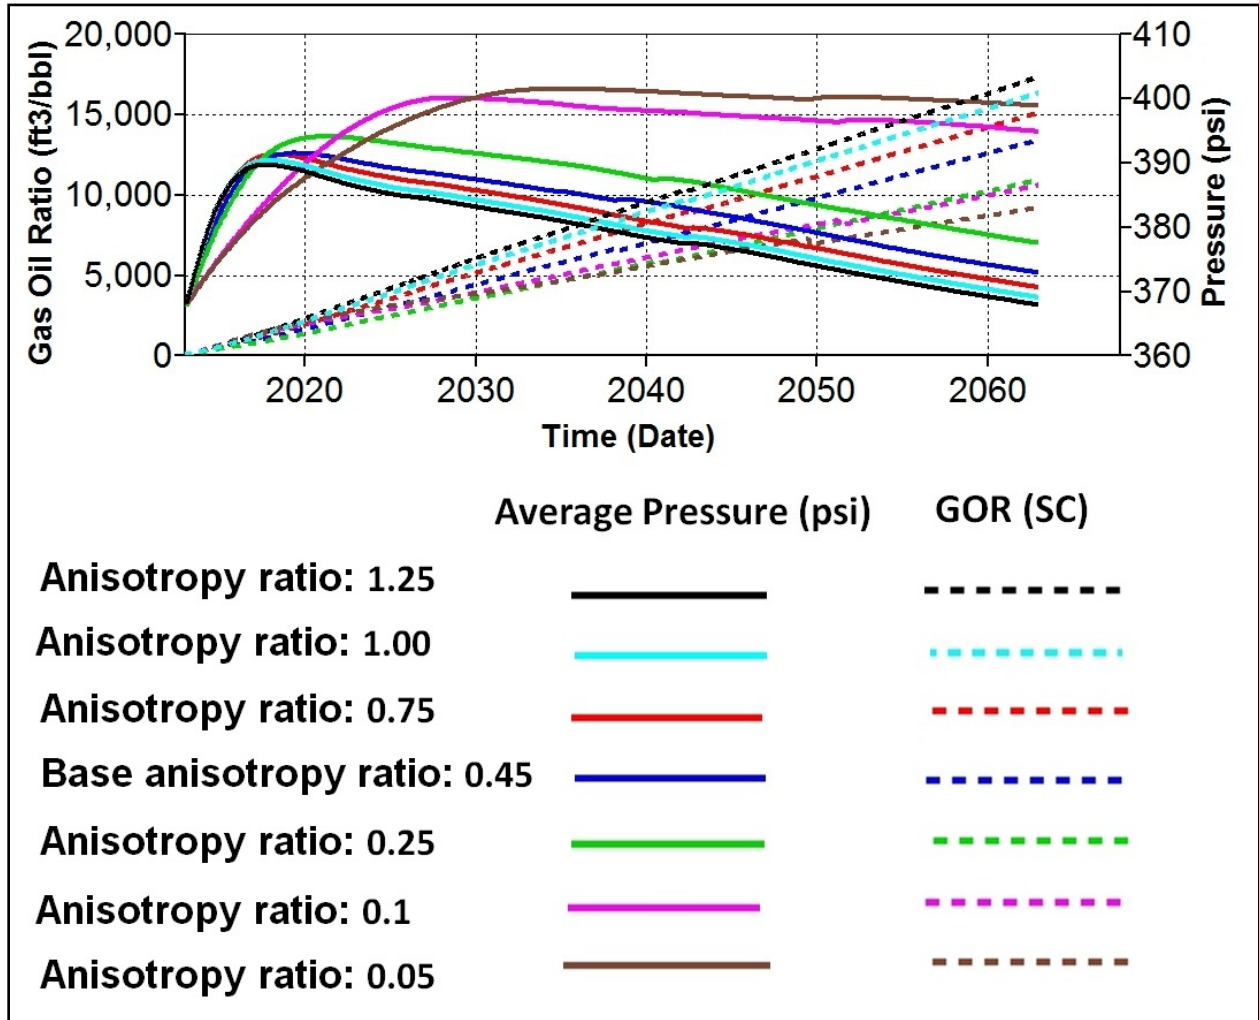 Gas Oil Ratio (ft3/bbl)
20,000
15,000
10,000
5,000
0
410
400
390
380
370
360
Pressure (psi)
2020 2030 2040 2050 2060
Time (Date)
Average Pressure (psi) GOR (SC)
Anisotropy ratio: 1.25
Anisotropy ratio: 1.00
Anisotropy ratio: 0.75
Base anisotropy ratio: 0.45
Anisotropy ratio: 0.25
Anisotropy ratio: 0.1
Anisotropy ratio: 0.05